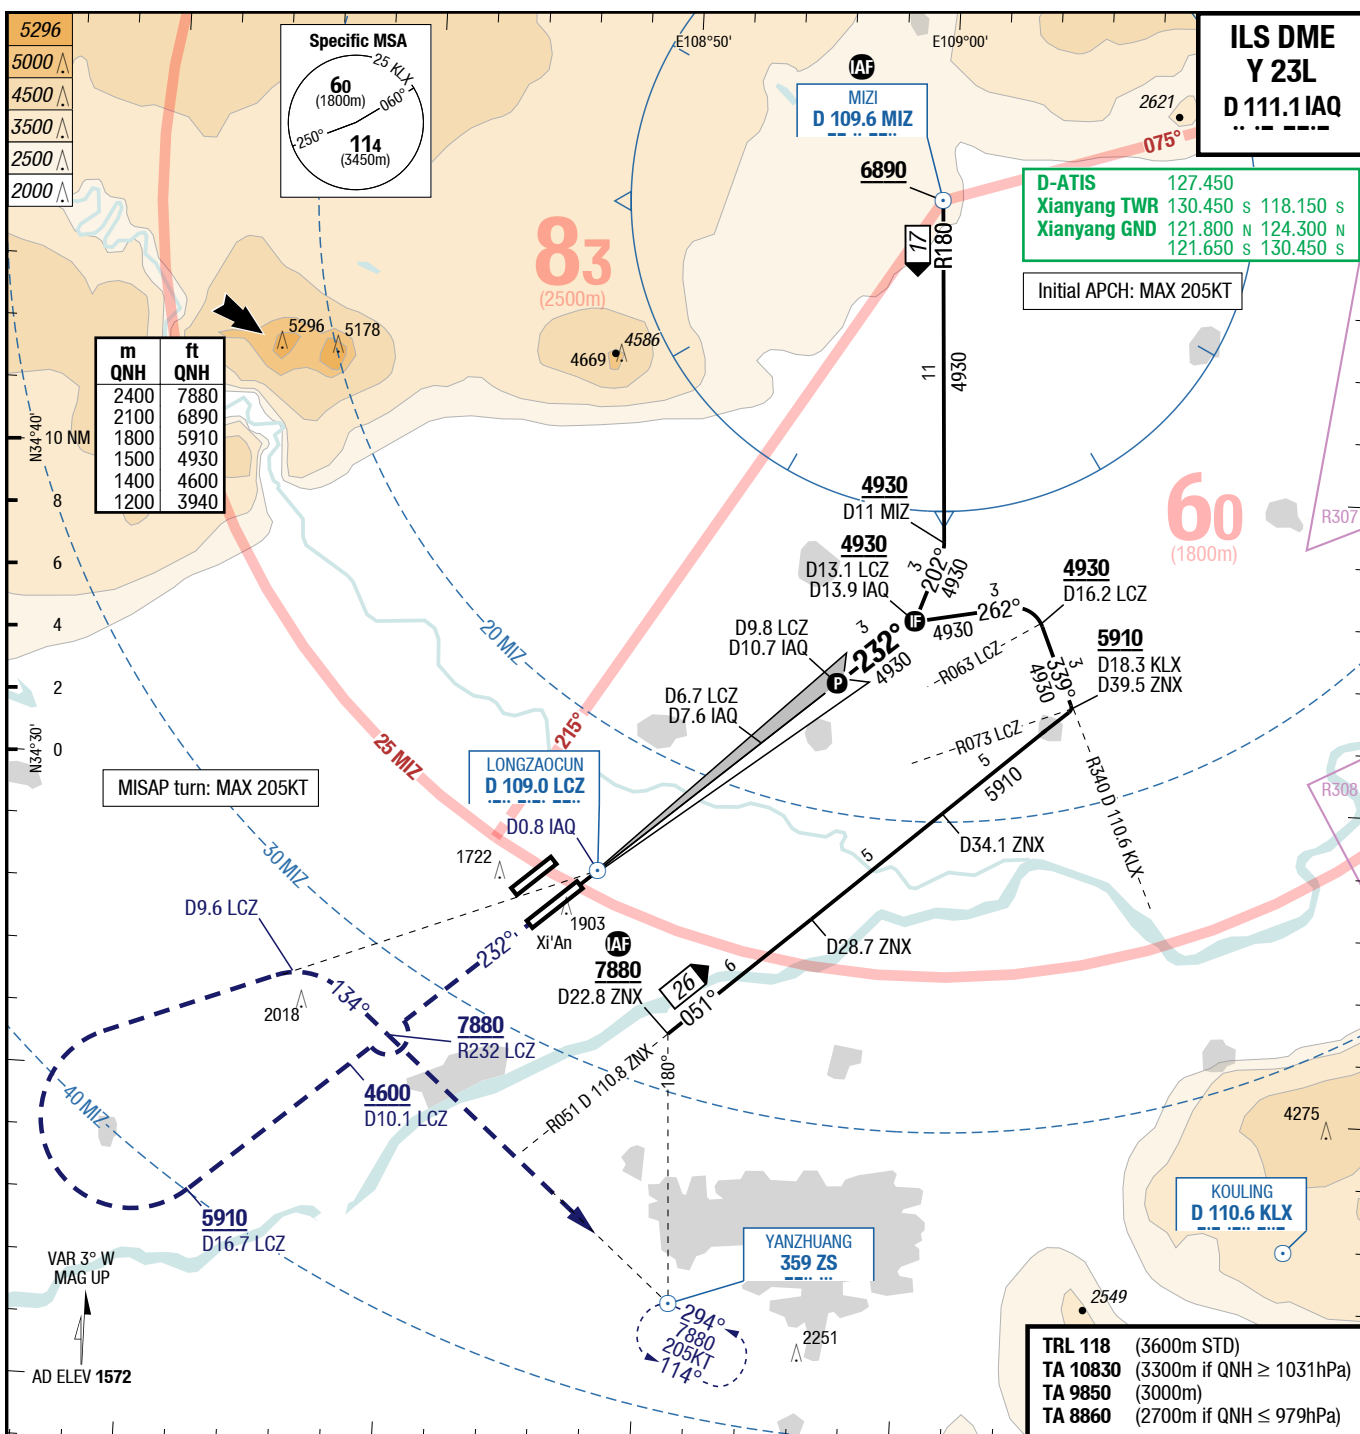 5296
5000
4500
3500
2500
2000
Specific MSA
25 KLX
60
(1800m)
060°
250°
114
(3450m)
E108°50'
E109°00'
IAF
MIZI
D 109.6 MIZ
6890
2621
075°
ILS DME
Y 23L
D 111.1 IAQ
D-ATIS 127.450
Xianyang TWR 130.450 S 118.150 S
Xianyang GND 121.800 N 124.300 N
121.650 S 130.450 S
Initial APCH: MAX 205KT
83
(2500m)
17
R180
5296
5178
4586
4669
m ft
QNH QNH
2400 7880
2100 6890
1800 5910
1500 4930
1400 4600
1200 3940
N34°40'
10 NM
8
6
4
2
0
N34°30'
11
4930
4930
D11 MIZ
60
(1800m)
R307
4930
D13.1 LCZ
D13.9 IAQ
3
202°
4930
IF
3
262°
4930
4930
D16.2 LCZ
D9.8 LCZ
D10.7 IAQ
3
232°
4930
P
R063 LCZ
5910
D18.3 KLX
D39.5 ZNX
3
339°
4930
20 MIZ
D6.7 LCZ
D7.6 IAQ
215°
25 MIZ
R073 LCZ
5
5910
R340 D 110.6 KLX
R308
MISAP turn: MAX 205KT
LONGZAOCUN
D 109.0 LCZ
D0.8 IAQ
D34.1 ZNX
30 MIZ
1722
5
D9.6 LCZ
1903
Xi'An
232°
IAF
7880
D22.8 ZNX
D28.7 ZNX
26
6
051°
134°
2018
7880
R232 LCZ
R051 D 110.8 ZNX
180°
40 MIZ
4600
D10.1 LCZ
4275
5910
D16.7 LCZ
KOULING
D 110.6 KLX
YANZHUANG
359 ZS
VAR 3° W
MAG UP
294°
7880
205KT
114°
2251
2549
AD ELEV 1572
TRL 118 (3600m STD)
TA 10830 (3300m if QNH ≥ 1031hPa)
TA 9850 (3000m)
TA 8860 (2700m if QNH ≤ 979hPa)